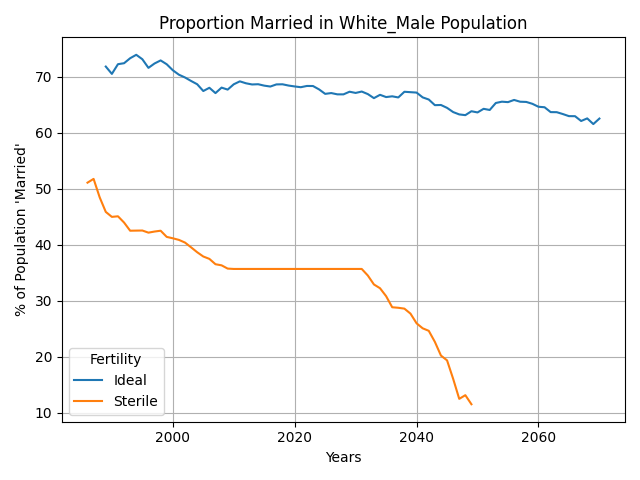 Proportion Married in White_Male Population
% of Population 'Married'
70
60
50
40
30
20
10
Fertility
Ideal
Sterile
2000
2020
2040
2060
Years